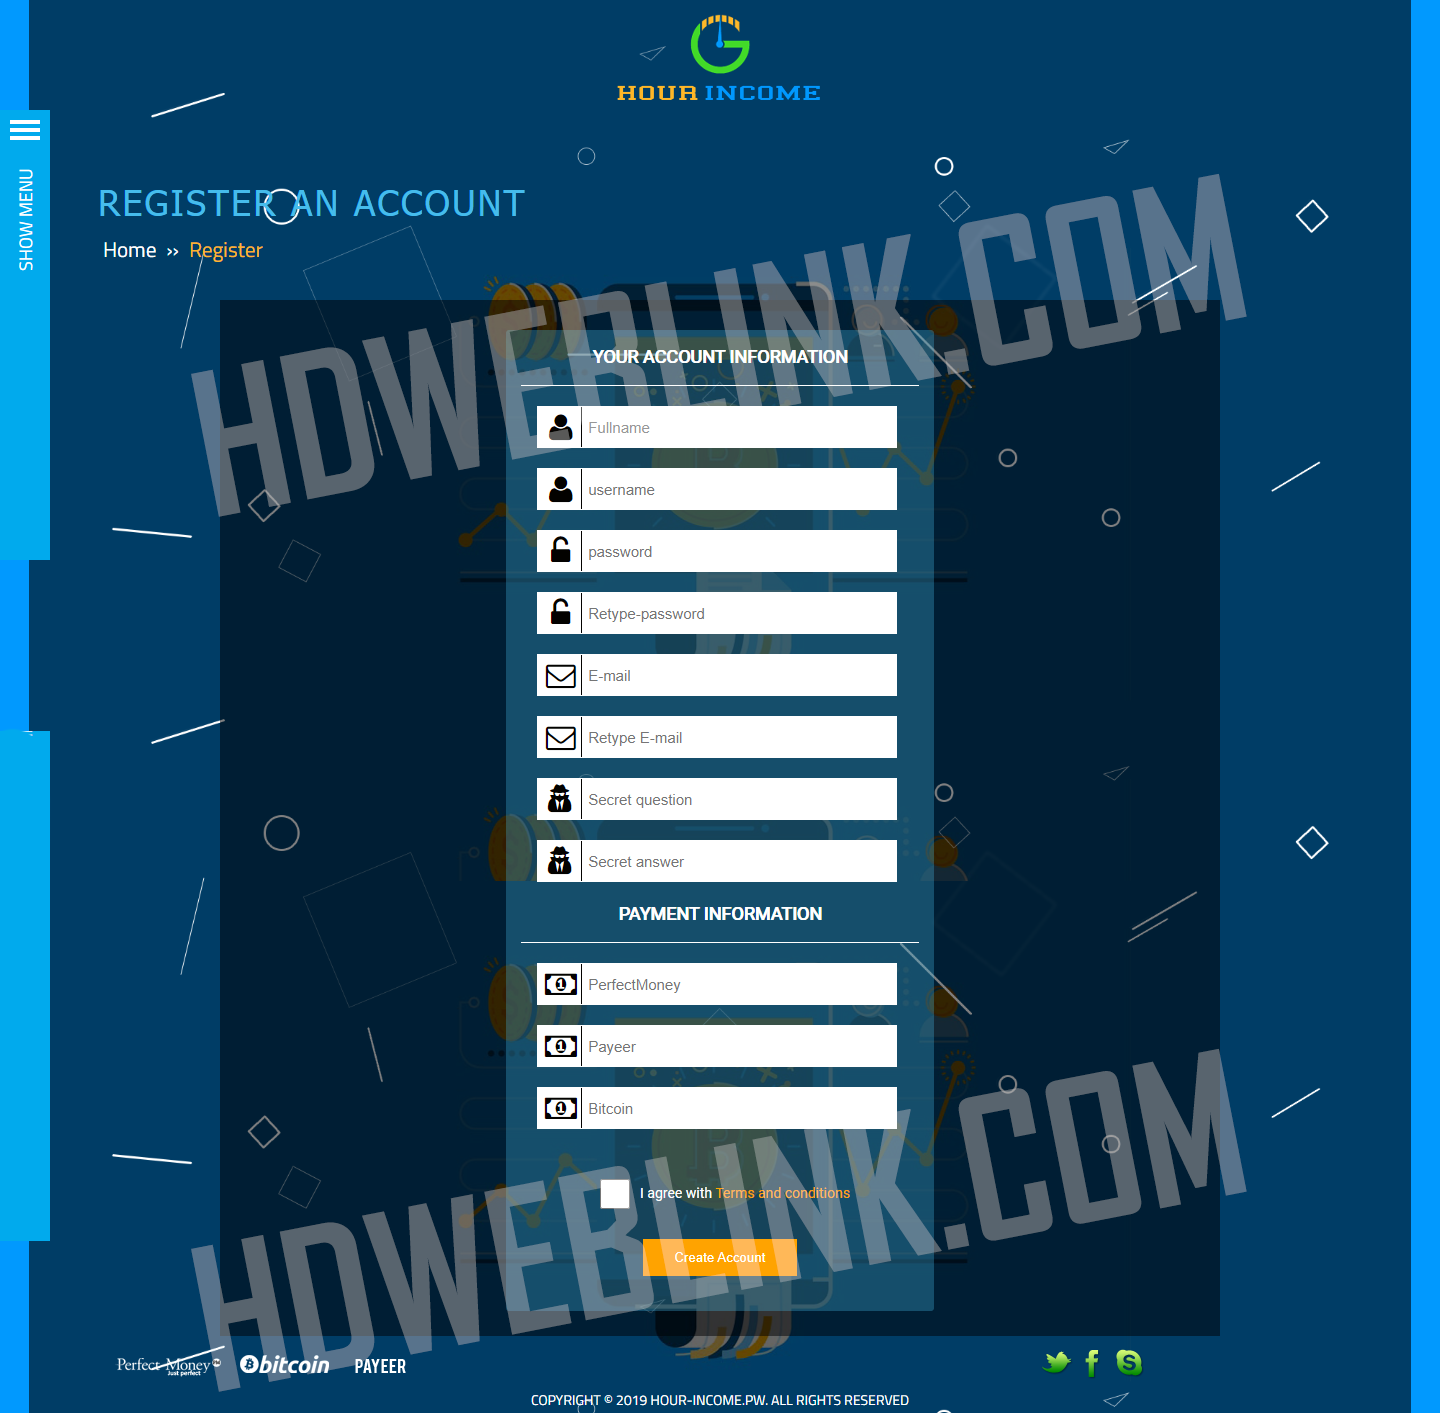 HOUR INCOME
SHOW MENU
REGISTER AN ACCOUNT
Home ›› Register
HDWEBLINK.COM
YOUR ACCOUNT INFORMATION
Fullname
username
password
Retype-password
E-mail
Retype E-mail
Secret question
Secret answer
PAYMENT INFORMATION
PerfectMoney
Payeer
Bitcoin
HDWEBLINK.COM
I agree with Terms and conditions
Create Account
Perfect Money PM
Just perfect
bitcoin
PAYEER
COPYRIGHT © 2019 HOUR-INCOME.PW. ALL RIGHTS RESERVED